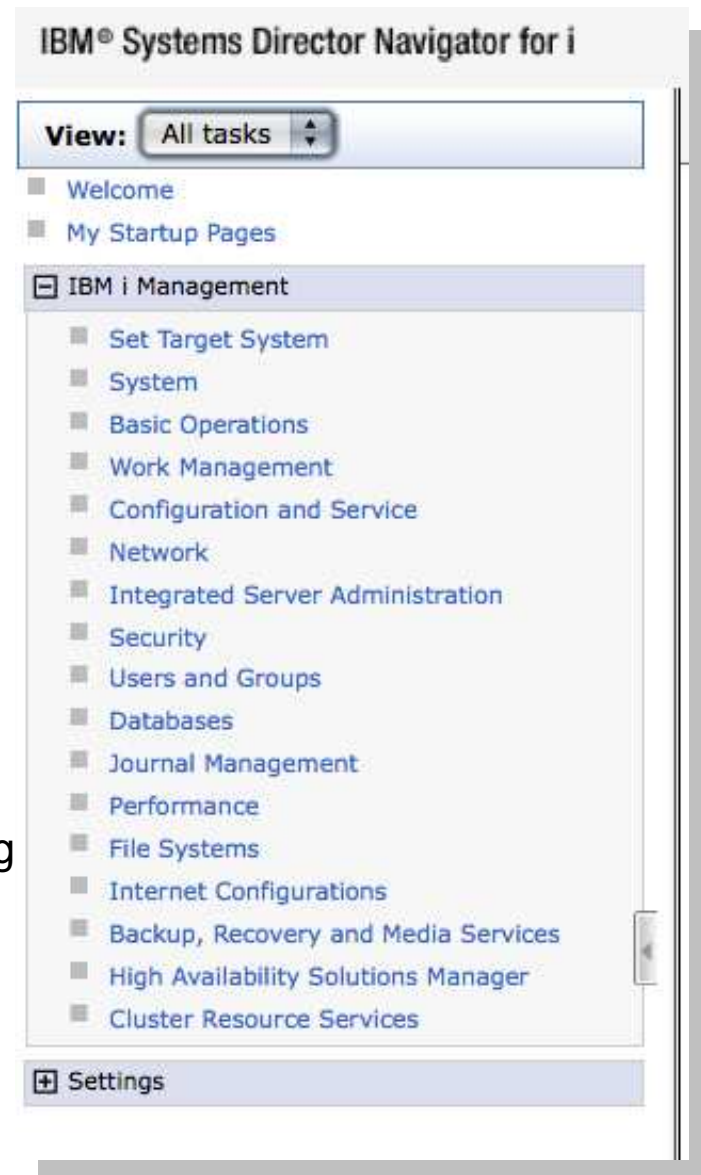 IBM® Systems Director Navigator for i
View: All tasks
Welcome
My Startup Pages
IBM i Management
Set Target System
System
Basic Operations
Work Management
Configuration and Service
Network
Integrated Server Administration
Security
Users and Groups
Databases
Journal Management
Performance
g
File Systems
Internet Configurations
Backup, Recovery and Media Services
High Availability Solutions Manager
Cluster Resource Services
Settings